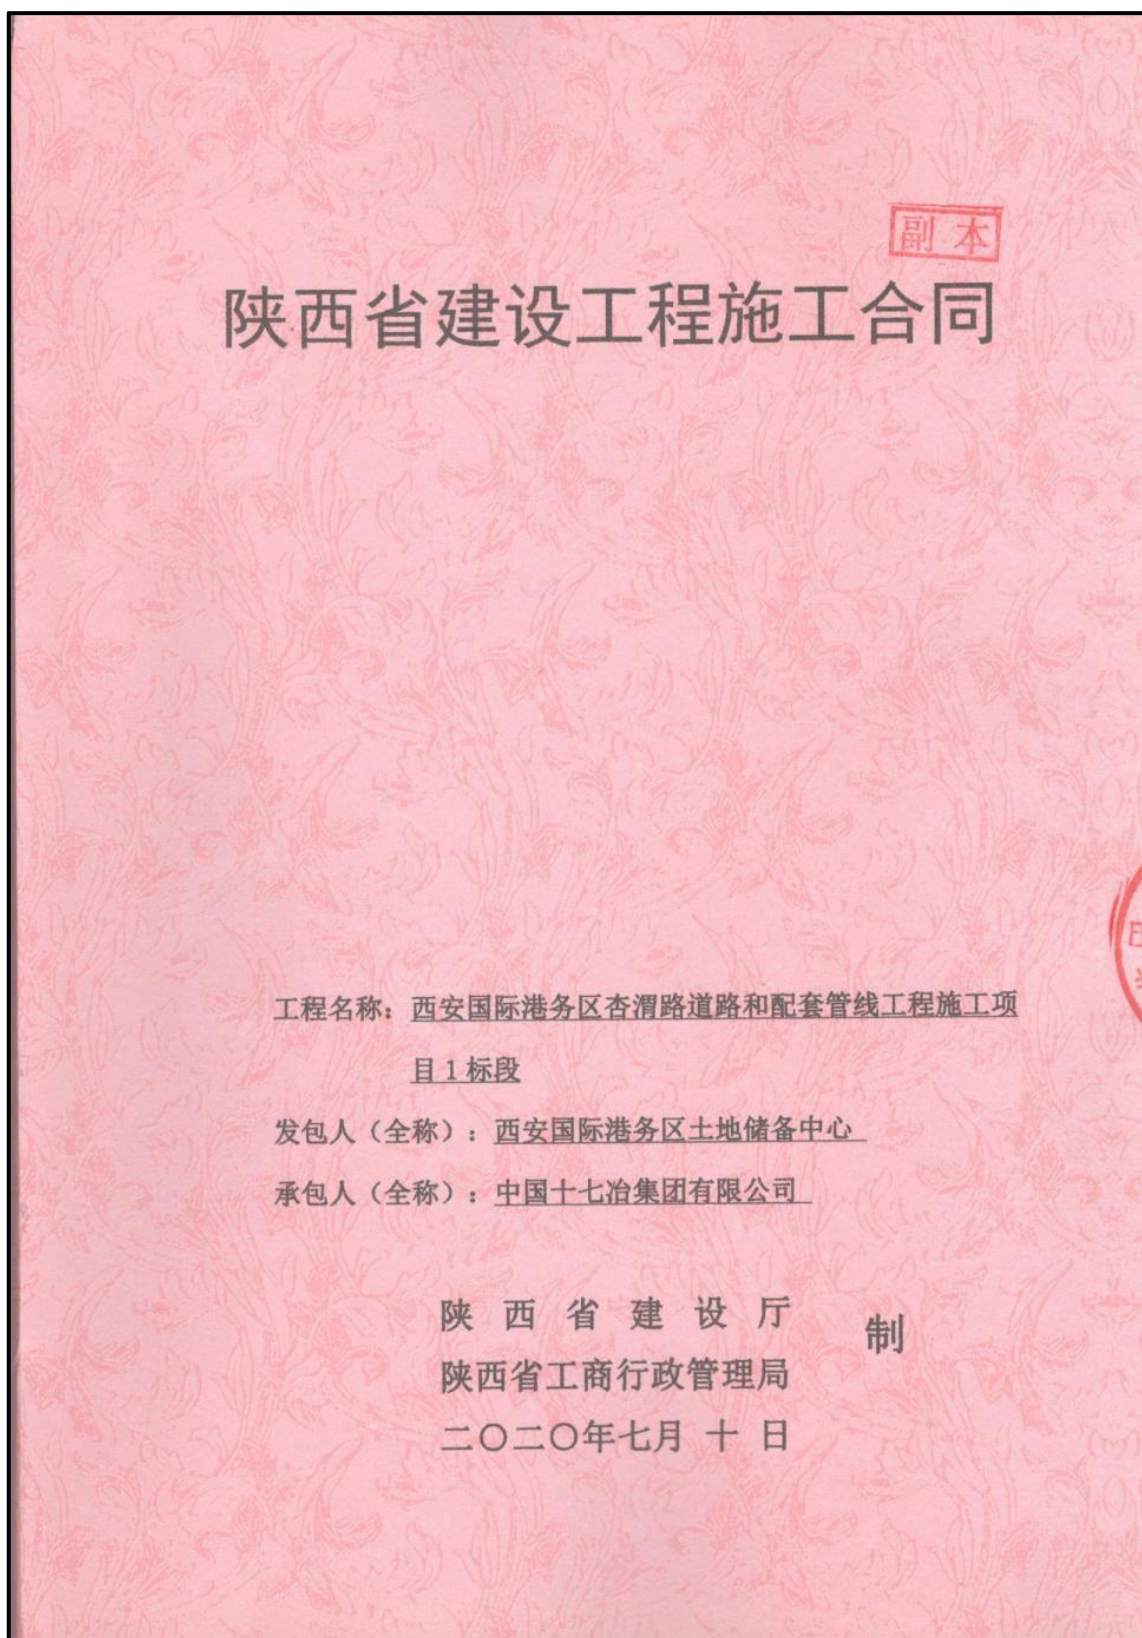 副本
陕西省建设工程施工合同
工程名称：西安国际港务区杏渭路道路和配套管线工程施工项
目1标段
发包人（全称）：西安国际港务区土地储备中心
承包人（全称）：中国十七冶集团有限公司
陕西省建设厅
制
陕西省工商行政管理局
二〇二〇年七月十日